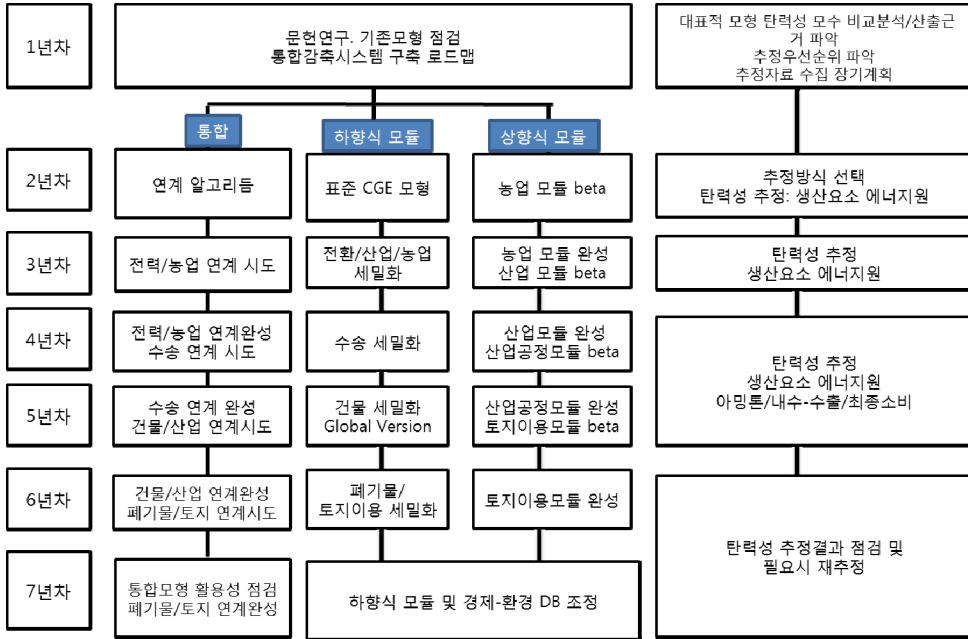 1년차
문헌연구. 기존모형 점검
통합감축시스템 구축 로드맵
대표적 모형 탄력성 모수 비교분석/산출근
거 파악
추정우선순위 파악
추정자료 수집 장기계획
통합
하향식 모듈
상향식 모듈
2년차
연계 알고리듬
표준 CGE 모형
농업 모듈 beta
추정방식 선택
탄력성 추정: 생산요소 에너지원
3년차
전력/농업 연계 시도
전환/산업/농업
세밀화
농업 모듈 완성
산업 모듈 beta
탄력성 추정
생산요소 에너지원
4년차
전력/농업 연계완성
수송 연계 시도
수송 세밀화
산업모듈 완성
산업공정모듈 beta
탄력성 추정
생산요소 에너지원
아밍톤/내수-수출/최종소비
5년차
수송 연계 완성
건물/산업 연계시도
건물 세밀화
Global Version
산업공정모듈 완성
토지이용모듈 beta
6년차
건물/산업 연계완성
폐기물/토지 연계시도
폐기물/
토지이용 세밀화
토지이용모듈 완성
탄력성 추정결과 점검 및
필요시 재추정
7년차
통합모형 활용성 점검
폐기물/토지 연계완성
하향식 모듈 및 경제-환경 DB 조정